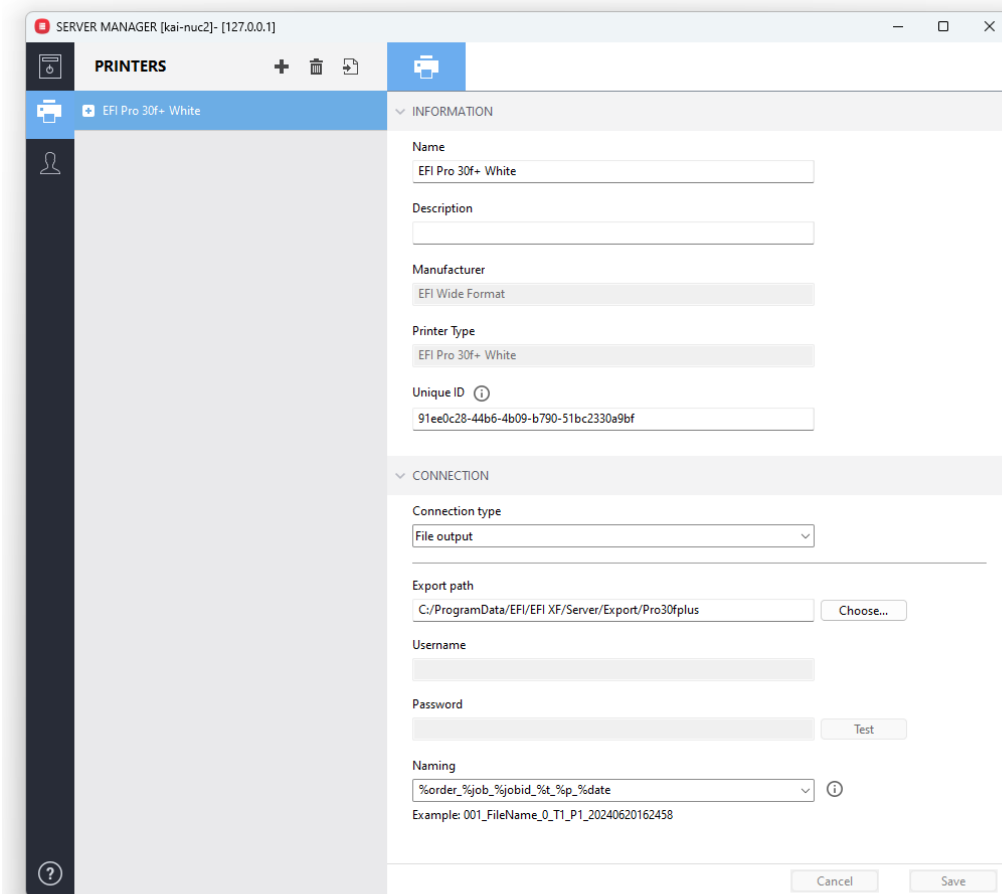 SERVER MANAGER [kai-nuc2]- [127.0.0.1]
PRINTERS
EFI Pro 30f+ White
INFORMATION
Name
EFI Pro 30f+ White
Description
Manufacturer
EFI Wide Format
Printer Type
EFI Pro 30f+ White
Unique ID
91ee0c28-44b6-4b09-b790-51bc2330a9bf
CONNECTION
Connection type
File output
Export path
C:/ProgramData/EFI/EFI XF/Server/Export/Pro30fplus
Choose...
Username
Password
Test
Naming
%order_%job_%jobid_%t_%p_%date
Example: 001_FileName_0_T1_P1_20240620162458
Cancel
Save